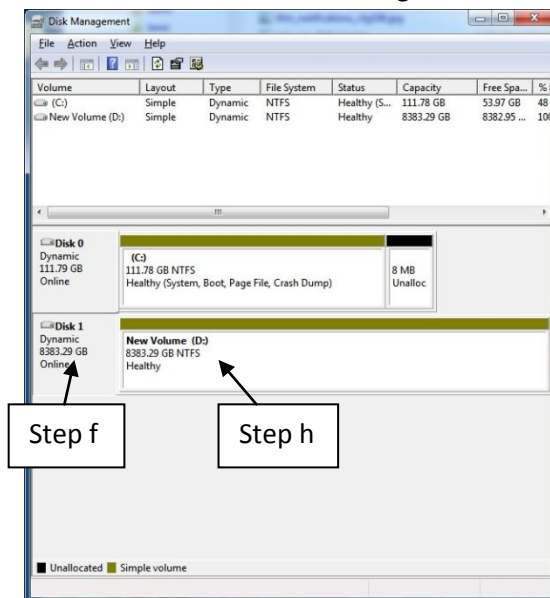 Disk Management
File Action View Help
Volume Layout Type File System Status Capacity Free Spa... %
(C:) Simple Dynamic NTFS Healthy (S... 111.78 GB 53.97 GB 48
New Volume (D:) Simple Dynamic NTFS Healthy 8383.29 GB 8382.95 ... 100
Disk 0
Dynamic
111.79 GB
Online
(C:)
111.78 GB NTFS
Healthy (System, Boot, Page File, Crash Dump)
8 MB
Unalloc
Disk 1
Dynamic
8383.29 GB
Online
New Volume (D:)
8383.29 GB NTFS
Healthy
Step f
Step h
Unallocated Simple volume